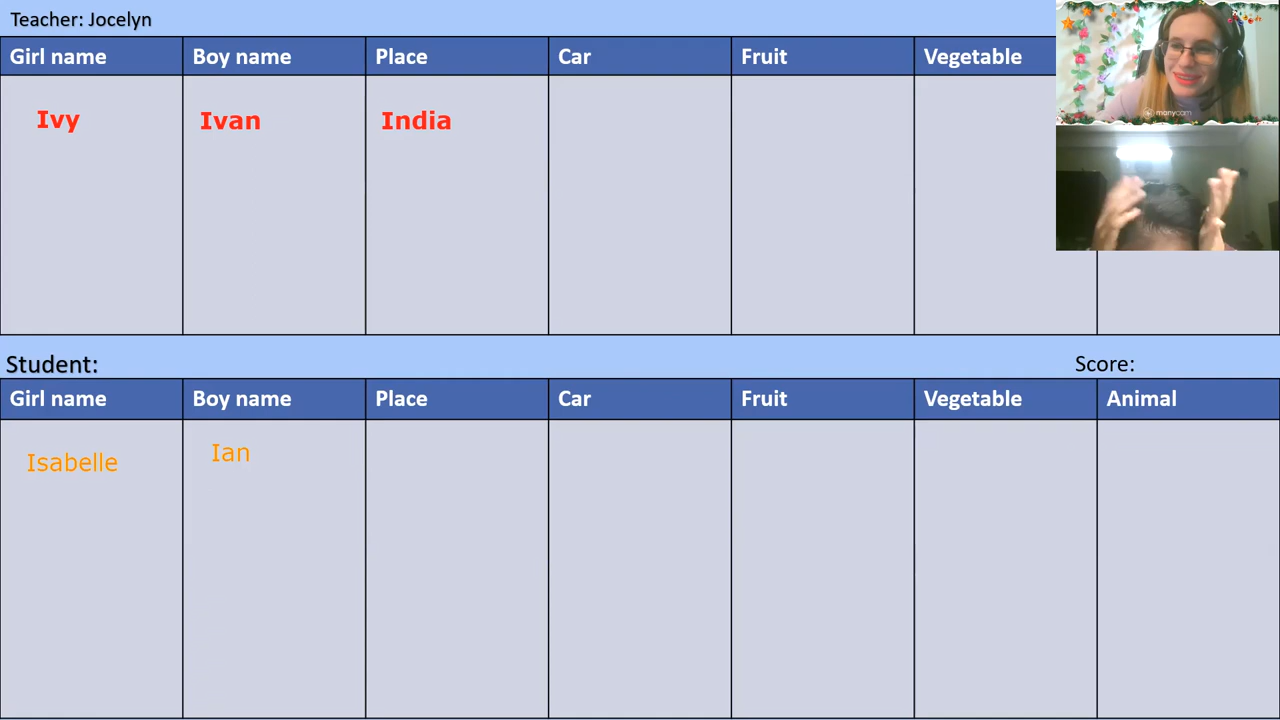 Teacher: Jocelyn
Girl name Boy name Place Car Fruit Vegetable
Ivy Ivan India
manycam
Student: Score:
Girl name Boy name Place Car Fruit Vegetable Animal
Isabelle Ian